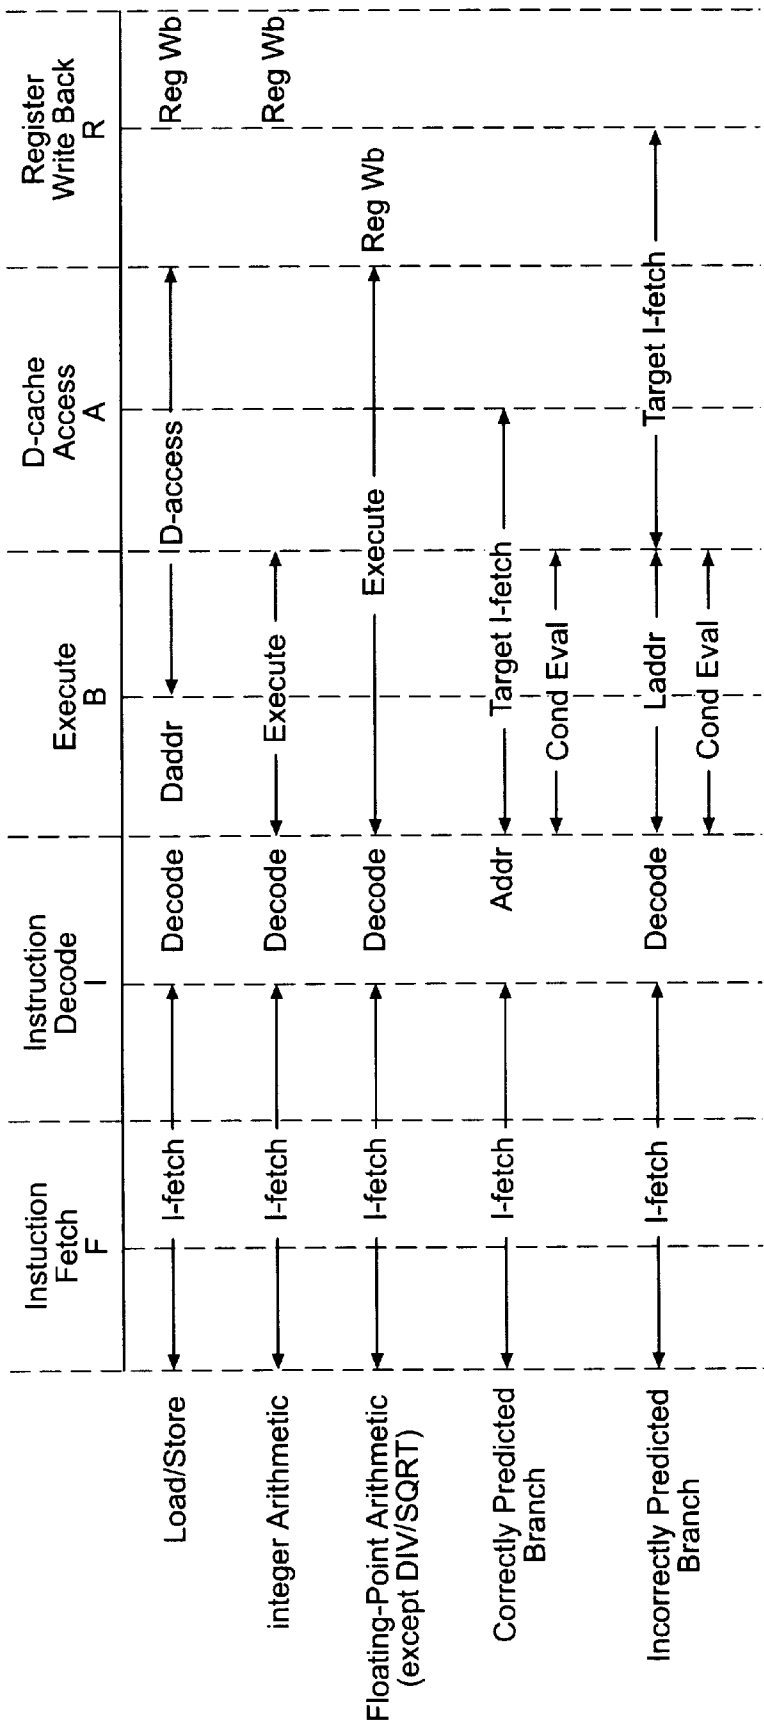 Instuction
Fetch
F
Instruction
Decode
I
Execute
B
D-cache
Access
A
Register
Write Back
R
Load/Store
I-fetch
Decode
Daddr
D-access
Reg Wb
integer Arithmetic
I-fetch
Decode
Execute
Reg Wb
Floating-Point Arithmetic
(except DIV/SQRT)
I-fetch
Decode
Execute
Reg Wb
Correctly Predicted
Branch
I-fetch
Addr
Target I-fetch
Cond Eval
Incorrectly Predicted
Branch
I-fetch
Decode
Laddr
Target I-fetch
Cond Eval